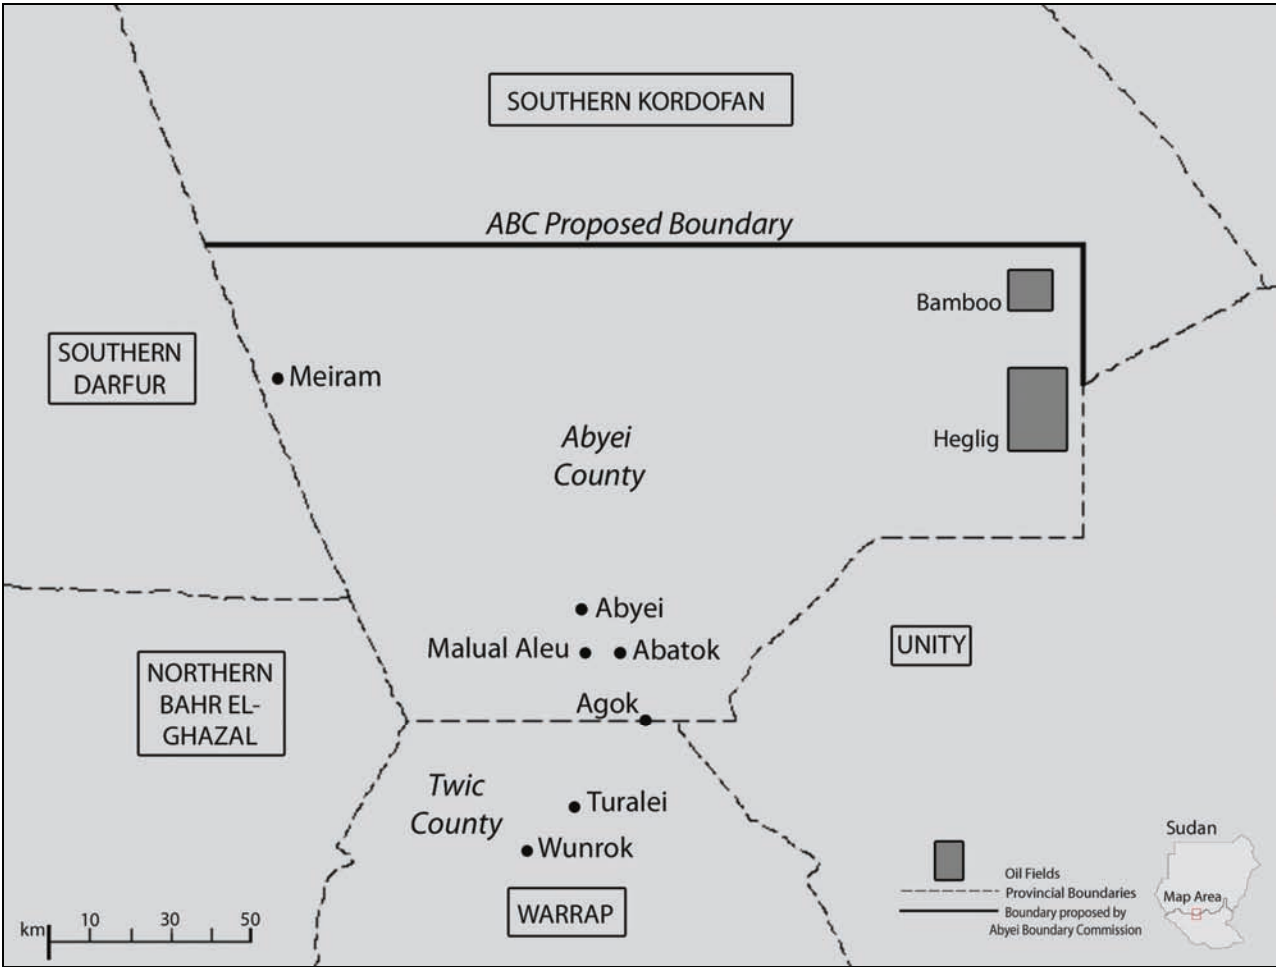 SOUTHERN KORDOFAN
ABC Proposed Boundary
Bamboo
SOUTHERN
DARFUR
Meiram
Abyei
County
Heglig
Abyei
Malual Aleu
Abatok
UNITY
NORTHERN
BAHR EL-
GHAZAL
Agok
Twic
County
Turalei
Wunrok
WARRAP
km
10
30
50
Oil Fields
Provincial Boundaries
Boundary proposed by
Abyei Boundary Commission
Sudan
Map Area